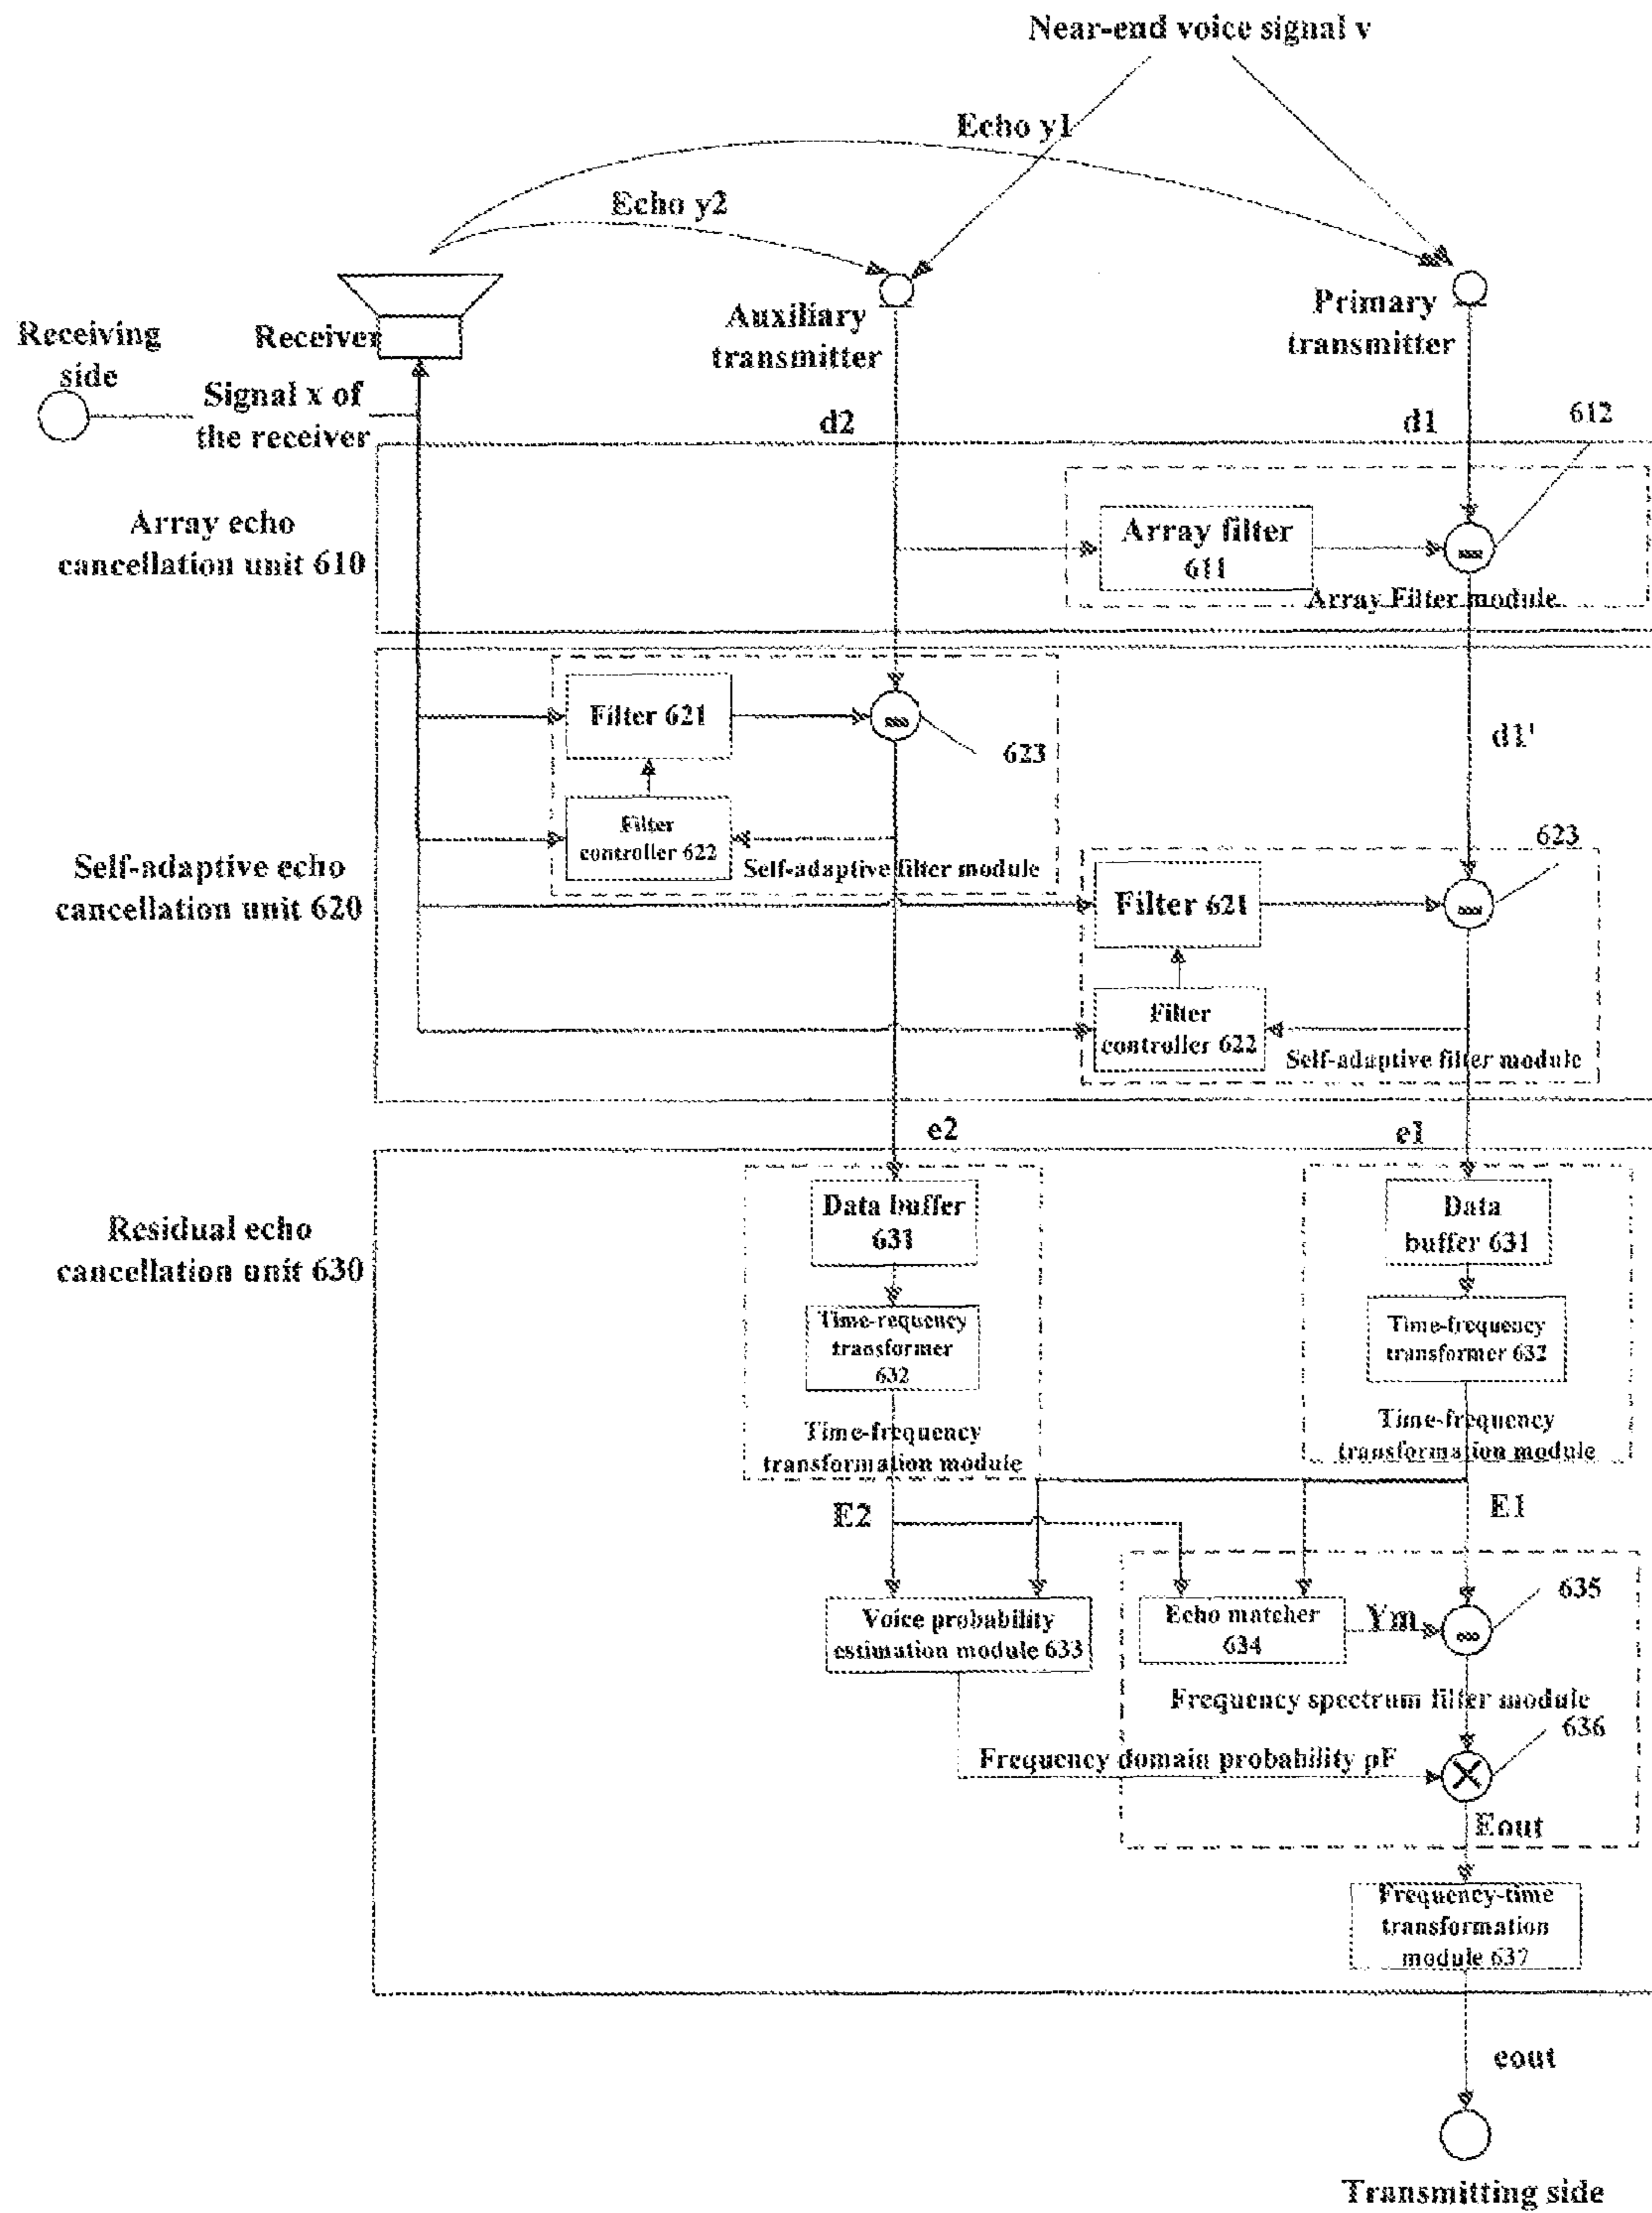 Near-end voice signal v
Echo y1
Echo y2
Receiving
side
Receiver
Auxiliary
transmitter
Primary
transmitter
Signal x of
the receiver
d2
d1
612
Array echo
cancellation unit 610
Array filter
611
Array Filter module
Filter 621
623
d1'
Filter
controller 622
Self-adaptive filter module
623
Self-adaptive echo
cancellation unit 620
Filter 621
Filter
controller 622
Self-adaptive filter module
e2
e1
Residual echo
cancellation unit 630
Data buffer
631
Data
buffer 631
Time-requency
transformer
632
Time-frequency
transformer 632
Time-frequency
transformation module
Time-frequency
transformation module
E2
E1
635
Voice probability
estimation module 633
Echo matcher
634
Ym
Frequency spectrum filter module
636
Frequency domain probability pF
Eout
Frequency-time
transformation
module 637
eout
Transmitting side